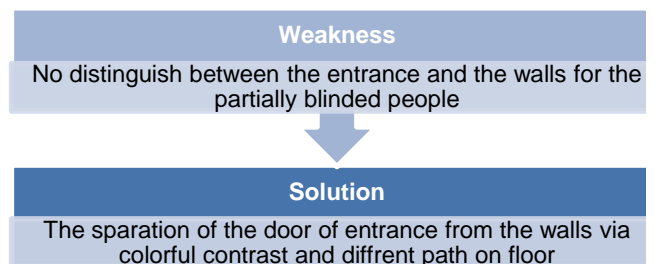 Weakness
No distinguish between the entrance and the walls for the
partially blinded people
Solution
The sparation of the door of entrance from the walls via
colorful contrast and diffrent path on floor